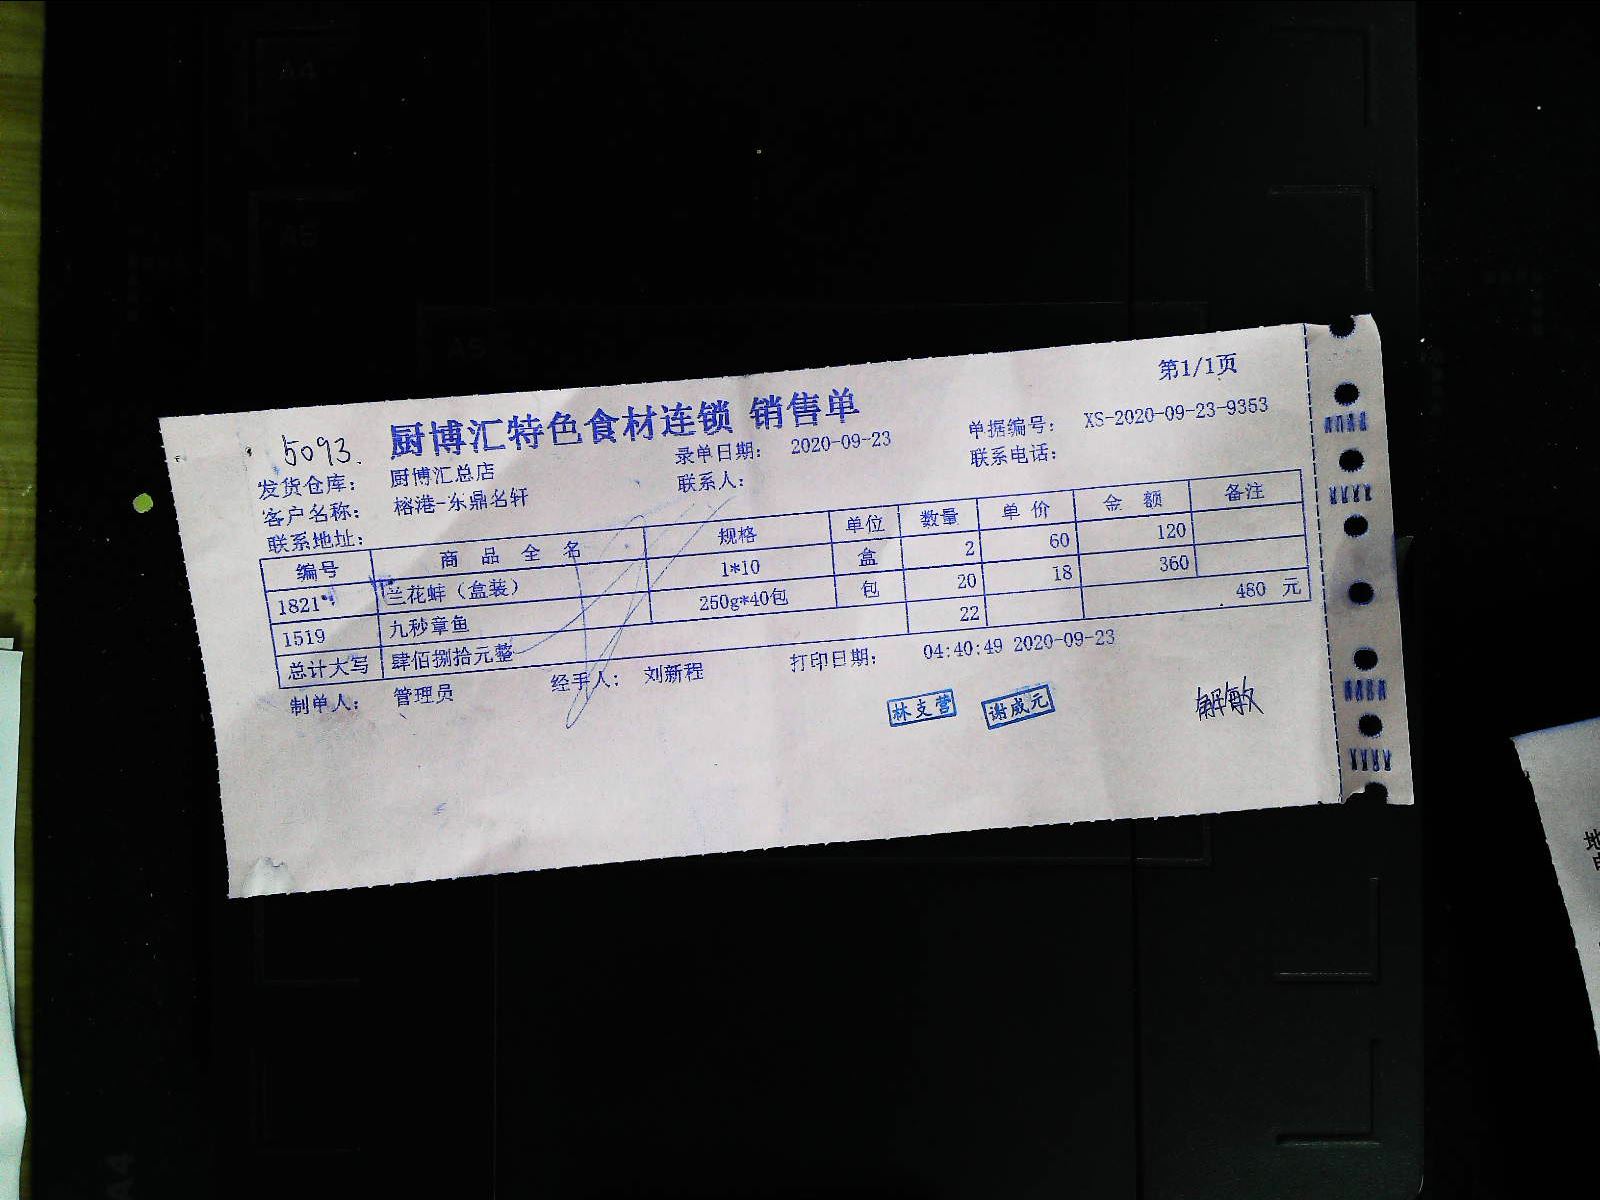 第1/1页
厨博汇特色食材连锁 销售单
5093.
发货仓库： 厨博汇总店 录单日期： 2020-09-23 单据编号： XS-2020-09-23-9353
客户名称： 榕港-东鼎名轩 联系人： 联系电话：
联系地址：
编号 商品全名 规格 单位 数量 单价 金额 备注
1821 兰花蚌（盒装） 1*10 盒 2 60 120
1519 九秒章鱼 250g*40包 包 20 18 360
总计大写 肆佰捌拾元整 22 480 元
制单人： 管理员 经手人： 刘新程 打印日期： 04:40:49 2020-09-23
林支营 谢成元 解敏
A4
A5
A4
地